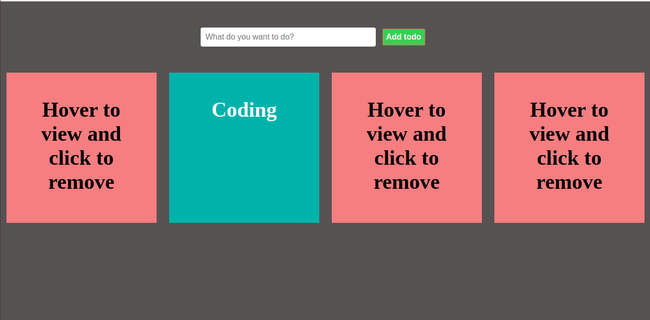 What do you want to do?
Add todo
Hover to
view and
click to
remove
Coding
Hover to
view and
click to
remove
Hover to
view and
click to
remove